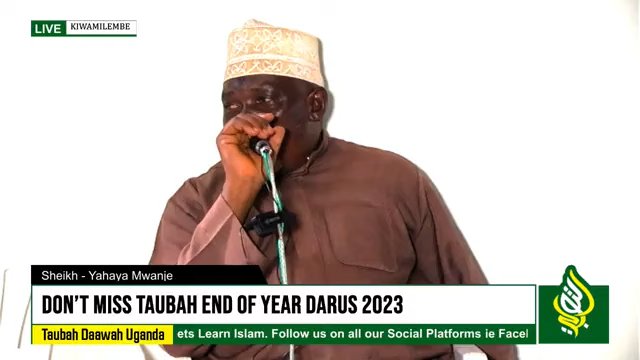 LIVE KIWAMILEMBE
Sheikh - Yahaya Mwanje
DON'T MISS TAUBAH END OF YEAR DARUS 2023
Taubah Daawah Uganda ets Learn Islam. Follow us on all our Social Platforms ie Facel